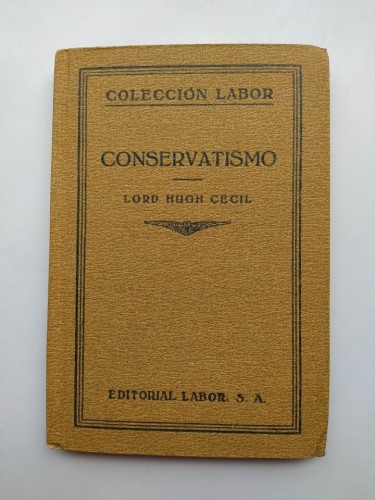 COLECCIÓN LABOR
CONSERVATISMO
LORD HUGH CECIL
EDITORIAL LABOR, S. A.